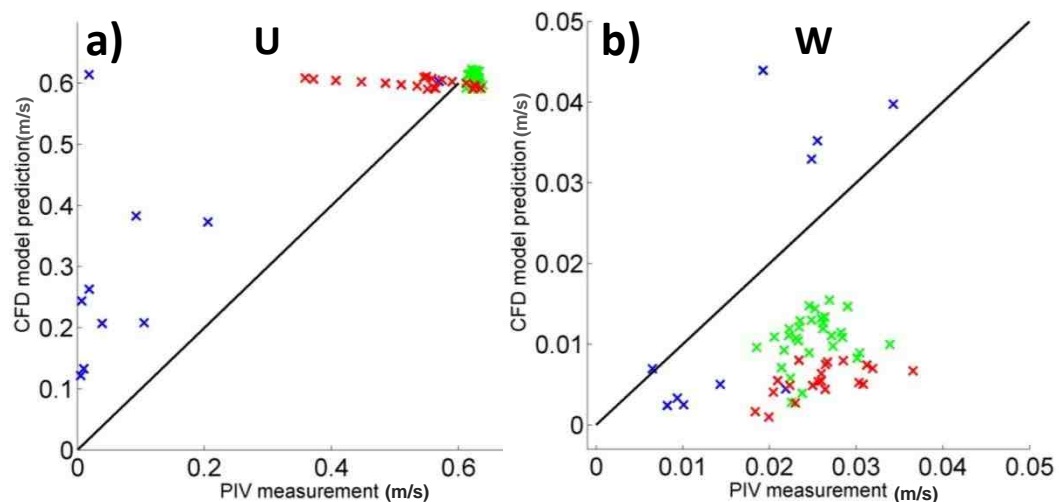 a) U
CFD model prediction(m/s)
0.6
0.5
0.4
0.3
0.2
0.1
0
0 0.2 0.4 0.6
PIV measurement (m/s)
b) W
CFD model prediction (m/s)
0.05
0.04
0.03
0.02
0.01
0
0 0.01 0.02 0.03 0.04 0.05
PIV measurement (m/s)